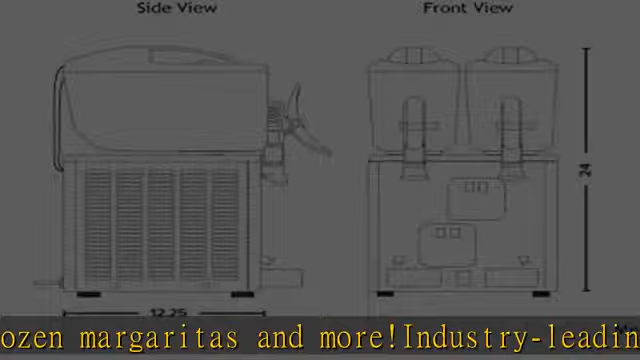 Side View
Front View
24
12.25
ozen margaritas and more!Industry-leadin